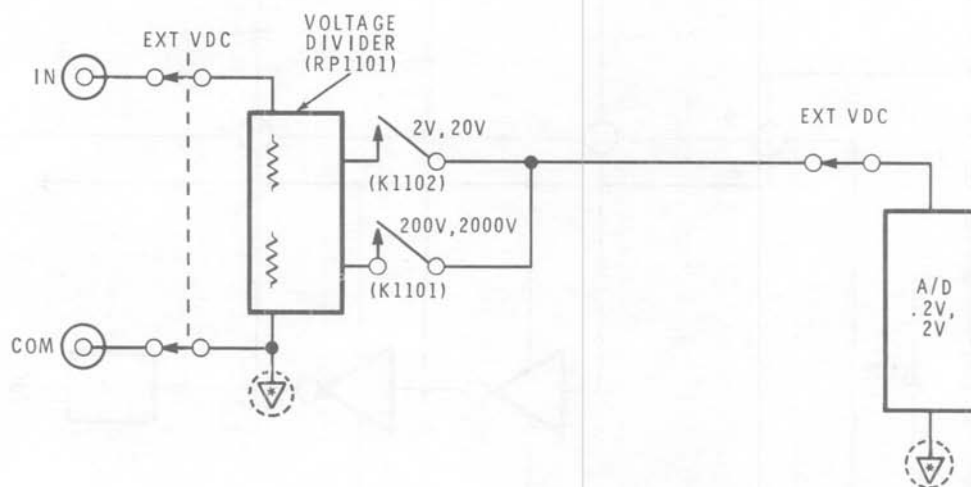 VOLTAGE
DIVIDER
(RP1101)
EXT VDC
IN
2V, 20V
(K1102)
EXT VDC
200V, 2000V
(K1101)
A/D
.2V,
2V
COM
*
*